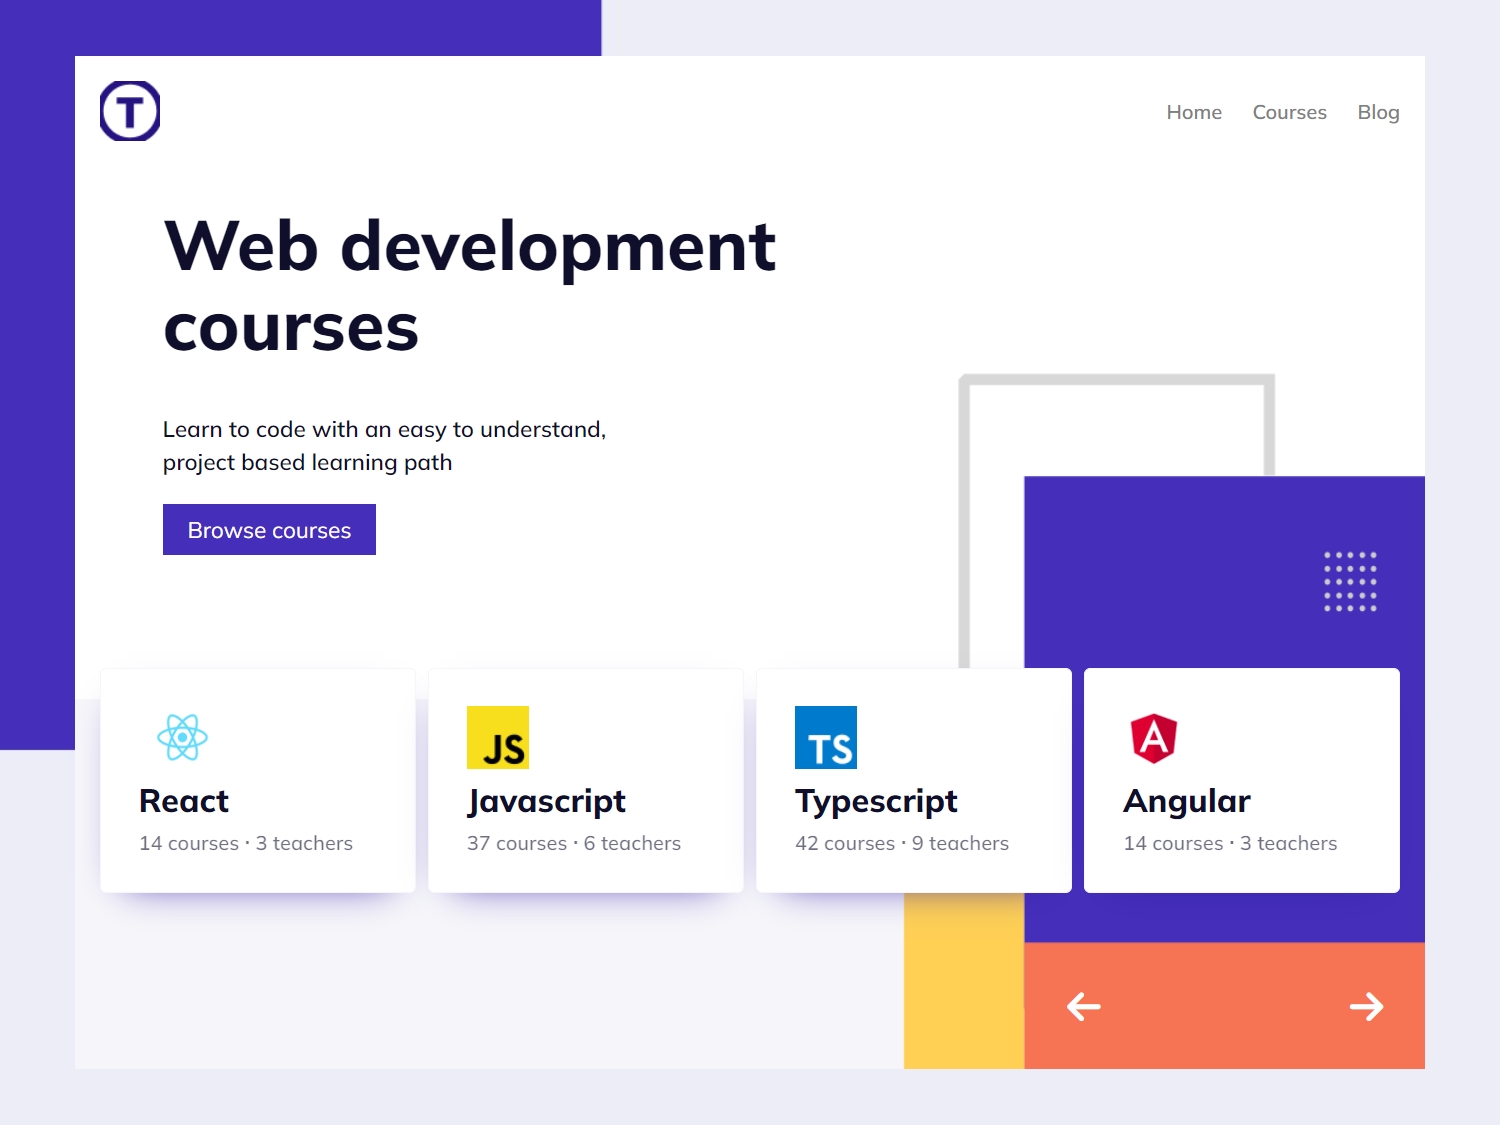 T
Home Courses Blog
Web development
courses
Learn to code with an easy to understand,
project based learning path
Browse courses
JS
TS
A
React
Javascript
Typescript
Angular
14 courses · 3 teachers
37 courses · 6 teachers
42 courses · 9 teachers
14 courses · 3 teachers